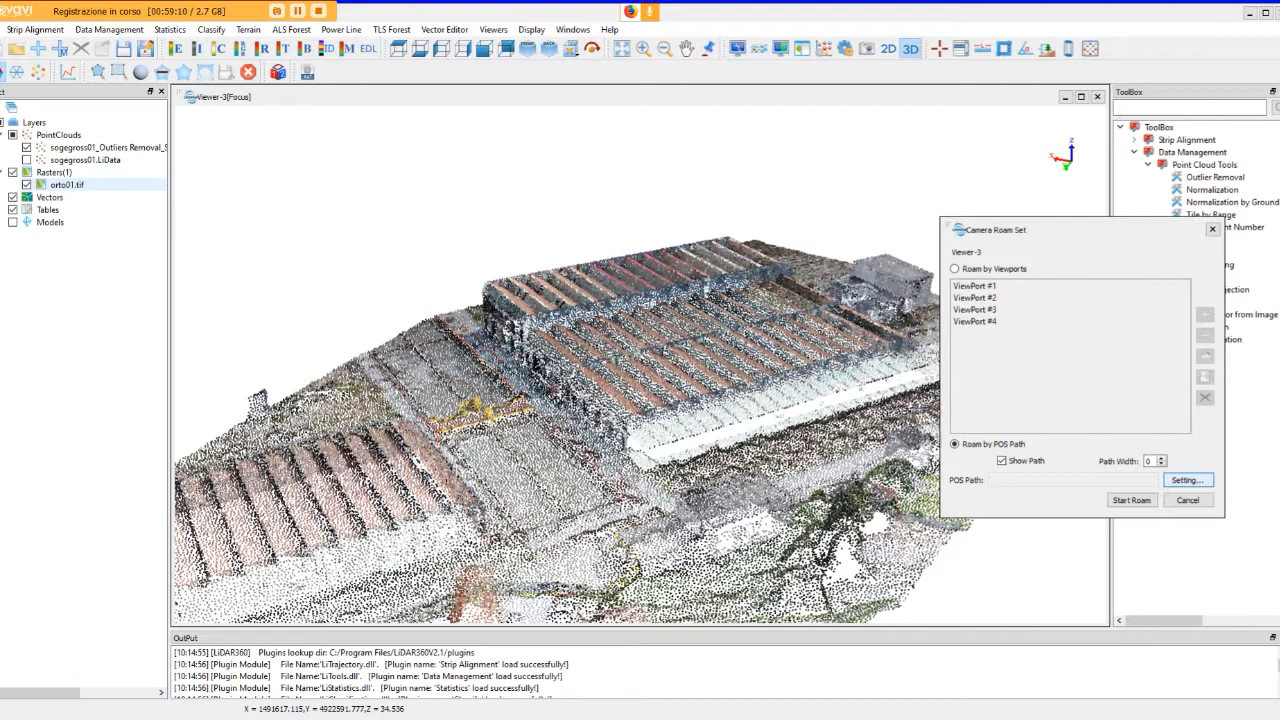 Registrazione in corso [00:59:10 / 2.7 GB]
Strip Alignment Data Management Statistics Classify Terrain ALS Forest Power Line TLS Forest Vector Editor Viewers Display Windows Help
E I C R T B ID M EDL 2D 3D
Viewer-3[Focus]
ToolBox
Layers
PointClouds
sogegross01_Outliers Removal_S
sogegross01.LiData
Rasters(1)
orto01.tif
Vectors
Tables
Models
Z
X
Y
ToolBox
Strip Alignment
Data Management
Point Cloud Tools
Outlier Removal
Normalization
Normalization by Ground
Tile by Range
Camera Roam Set
Viewer-3
Roam by Viewports
ViewPort #1
ViewPort #2
ViewPort #3
ViewPort #4
Roam by POS Path
Show Path Path Width: 0
POS Path: Setting...
Start Roam Cancel
OutPut
[10:14:55] [LiDAR360] Plugins lookup dir: C:/Program Files/LiDAR360V2.1/plugins
[10:14:56] [Plugin Module] File Name:'LiTrajectory.dll'. [Plugin name: 'Strip Alignment' load successfully!]
[10:14:56] [Plugin Module] File Name:'LiTools.dll'. [Plugin name: 'Data Management' load successfully!]
[10:14:56] [Plugin Module] File Name:'LiStatistics.dll'. [Plugin name: 'Statistics' load successfully!]
X = 1491617.115, Y = 4922591.777, Z = 34.536